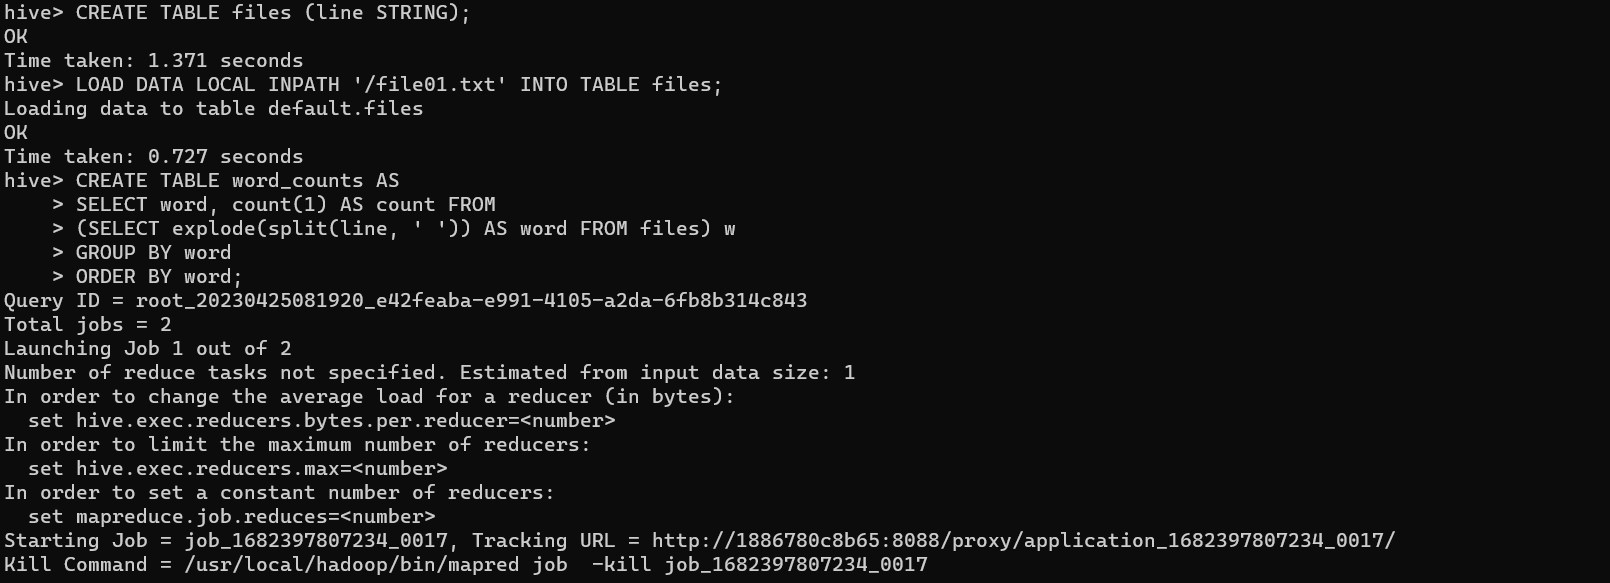 hive> CREATE TABLE files (line STRING);
OK
Time taken: 1.371 seconds
hive> LOAD DATA LOCAL INPATH '/file01.txt' INTO TABLE files;
Loading data to table default.files
OK
Time taken: 0.727 seconds
hive> CREATE TABLE word_counts AS
    > SELECT word, count(1) AS count FROM
    > (SELECT explode(split(line, ' ')) AS word FROM files) w
    > GROUP BY word
    > ORDER BY word;
Query ID = root_20230425081920_e42feaba-e991-4105-a2da-6fb8b314c843
Total jobs = 2
Launching Job 1 out of 2
Number of reduce tasks not specified. Estimated from input data size: 1
In order to change the average load for a reducer (in bytes):
  set hive.exec.reducers.bytes.per.reducer=<number>
In order to limit the maximum number of reducers:
  set hive.exec.reducers.max=<number>
In order to set a constant number of reducers:
  set mapreduce.job.reduces=<number>
Starting Job = job_1682397807234_0017, Tracking URL = http://1886780c8b65:8088/proxy/application_1682397807234_0017/
Kill Command = /usr/local/hadoop/bin/mapred job  -kill job_1682397807234_0017